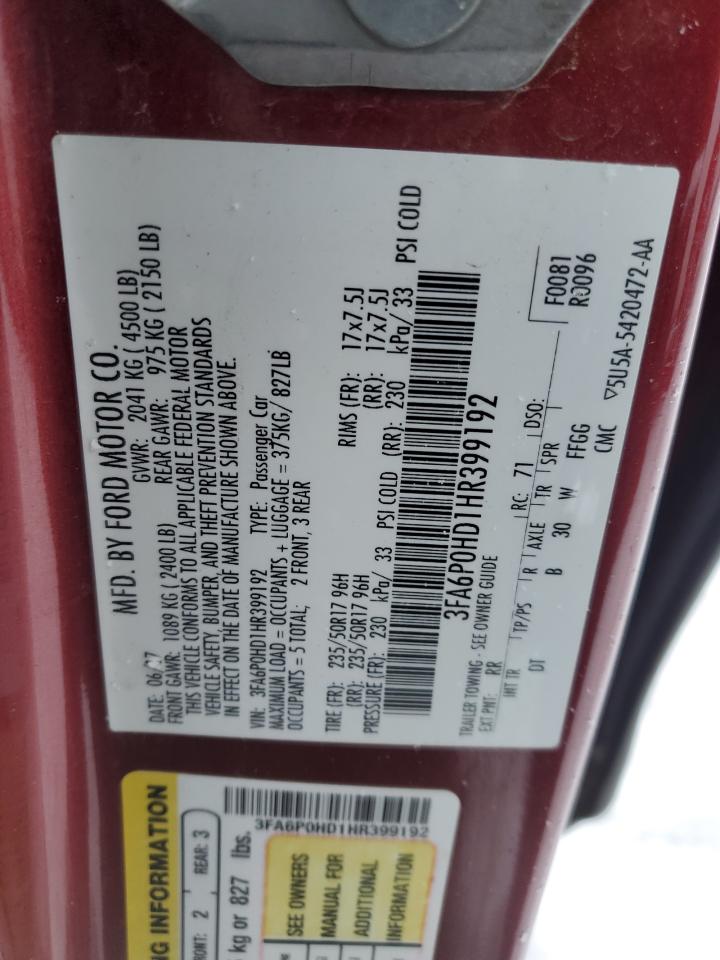 MFD. BY FORD MOTOR CO.
DATE: GVWR: 2041 KG ( 4500 LB)
FRONT GAWR: 1089 KG ( 2400 LB) REAR GAWR: 975 KG ( 2150 LB)
THIS VEHICLE CONFORMS TO ALL APPLICABLE FEDERAL MOTOR
VEHICLE SAFETY, BUMPER, AND THEFT PREVENTION STANDARDS
IN EFFECT ON THE DATE OF MANUFACTURE SHOWN ABOVE.
VIN: 3FA6P0HD1HR399192 TYPE: Passenger Car
MAXIMUM LOAD = OCCUPANTS + LUGGAGE = 375KG/ 827LB
OCCUPANTS = 5 TOTAL; 2 FRONT, 3 REAR
TIRE (FR): 235/50R17 96H RIMS (FR): 17x7.5J
(RR): 235/50R17 96H (RR): 17x7.5J
PRESSURE (FR): 230 kPa/ 33 PSI COLD (RR): 230 kPa/ 33 PSI COLD
3FA6P0HD1HR399192
TRAILER TOWING - SEE OWNER GUIDE
EXT PNT: RR RC: 71 DSO: F0081
R0096
INT TR TP/PS R AXLE TR SPR
DT B 30 W FFGG
CMC ▽5U5A-5420472-AA
NG INFORMATION
RONT: 2 REAR: 3
kg or 827 lbs.
3FA6P0HD1HR399192
SEE OWNERS
MANUAL FOR
ADDITIONAL
INFORMATION